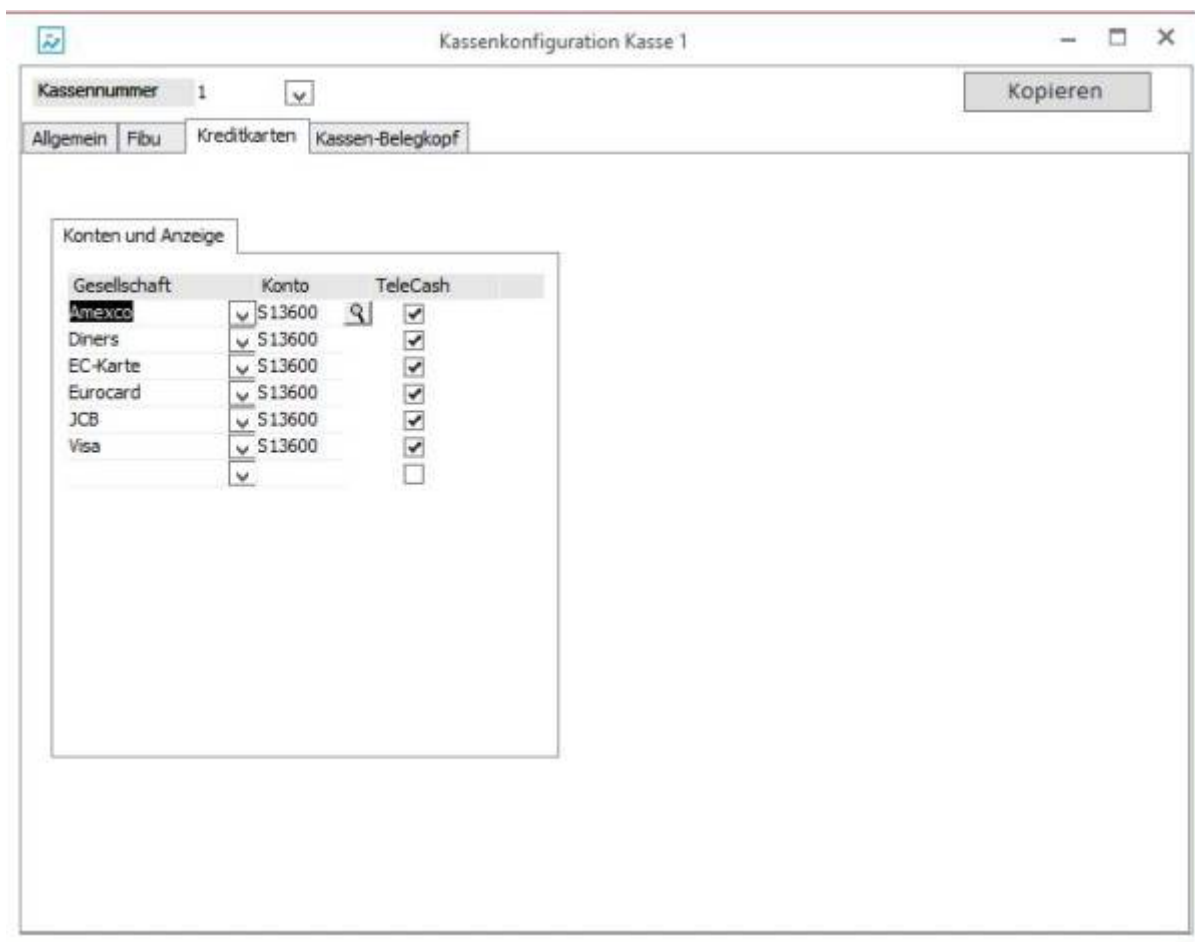 Kassenkonfiguration Kasse 1
Kassennummer 1 Kopieren
Allgemein Fibu Kreditkarten Kassen-Belegkopf
Konten und Anzeige
Gesellschaft Konto TeleCash
Amexco S13600
Diners S13600
EC-Karte S13600
Eurocard S13600
JCB S13600
Visa S13600